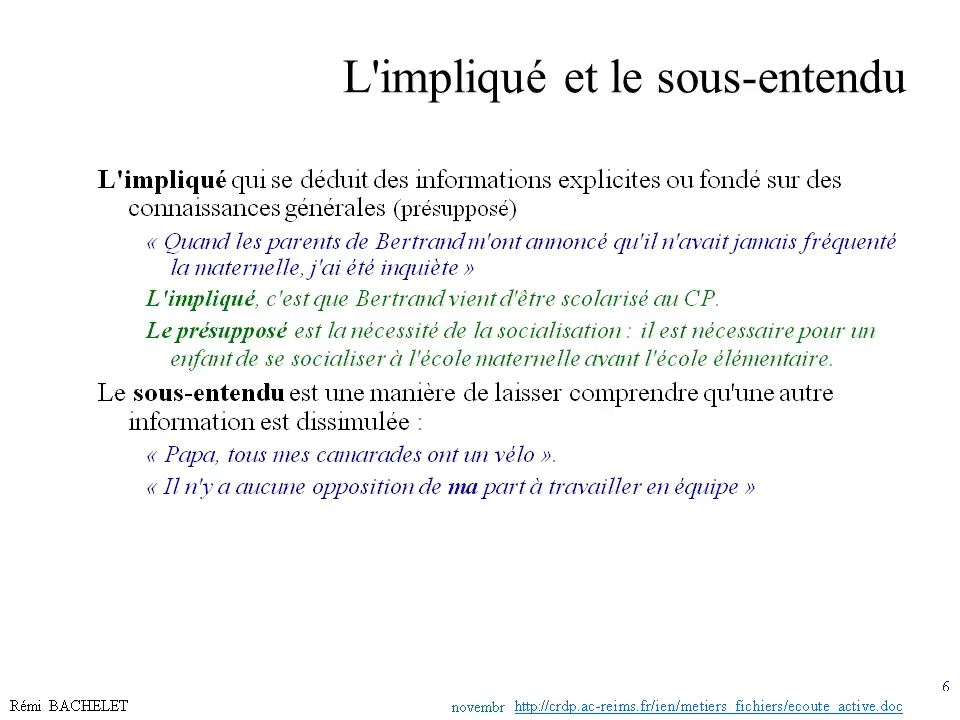 L'impliqué et le sous-entendu
L'impliqué qui se déduit des informations explicites ou fondé sur des
connaissances générales (présupposé)
« Quand les parents de Bertrand m'ont annoncé qu'il n'avait jamais fréquenté
la maternelle, j'ai été inquiète »
L'impliqué, c'est que Bertrand vient d'être scolarisé au CP.
Le présupposé est la nécessité de la socialisation : il est nécessaire pour un
enfant de se socialiser à l'école maternelle avant l'école élémentaire.
Le sous-entendu est une manière de laisser comprendre qu'une autre
information est dissimulée :
« Papa, tous mes camarades ont un vélo ».
« Il n'y a aucune opposition de ma part à travailler en équipe »
6
Rémi BACHELET
novembr http://crdp.ac-reims.fr/ien/metiers_fichiers/ecoute_active.doc